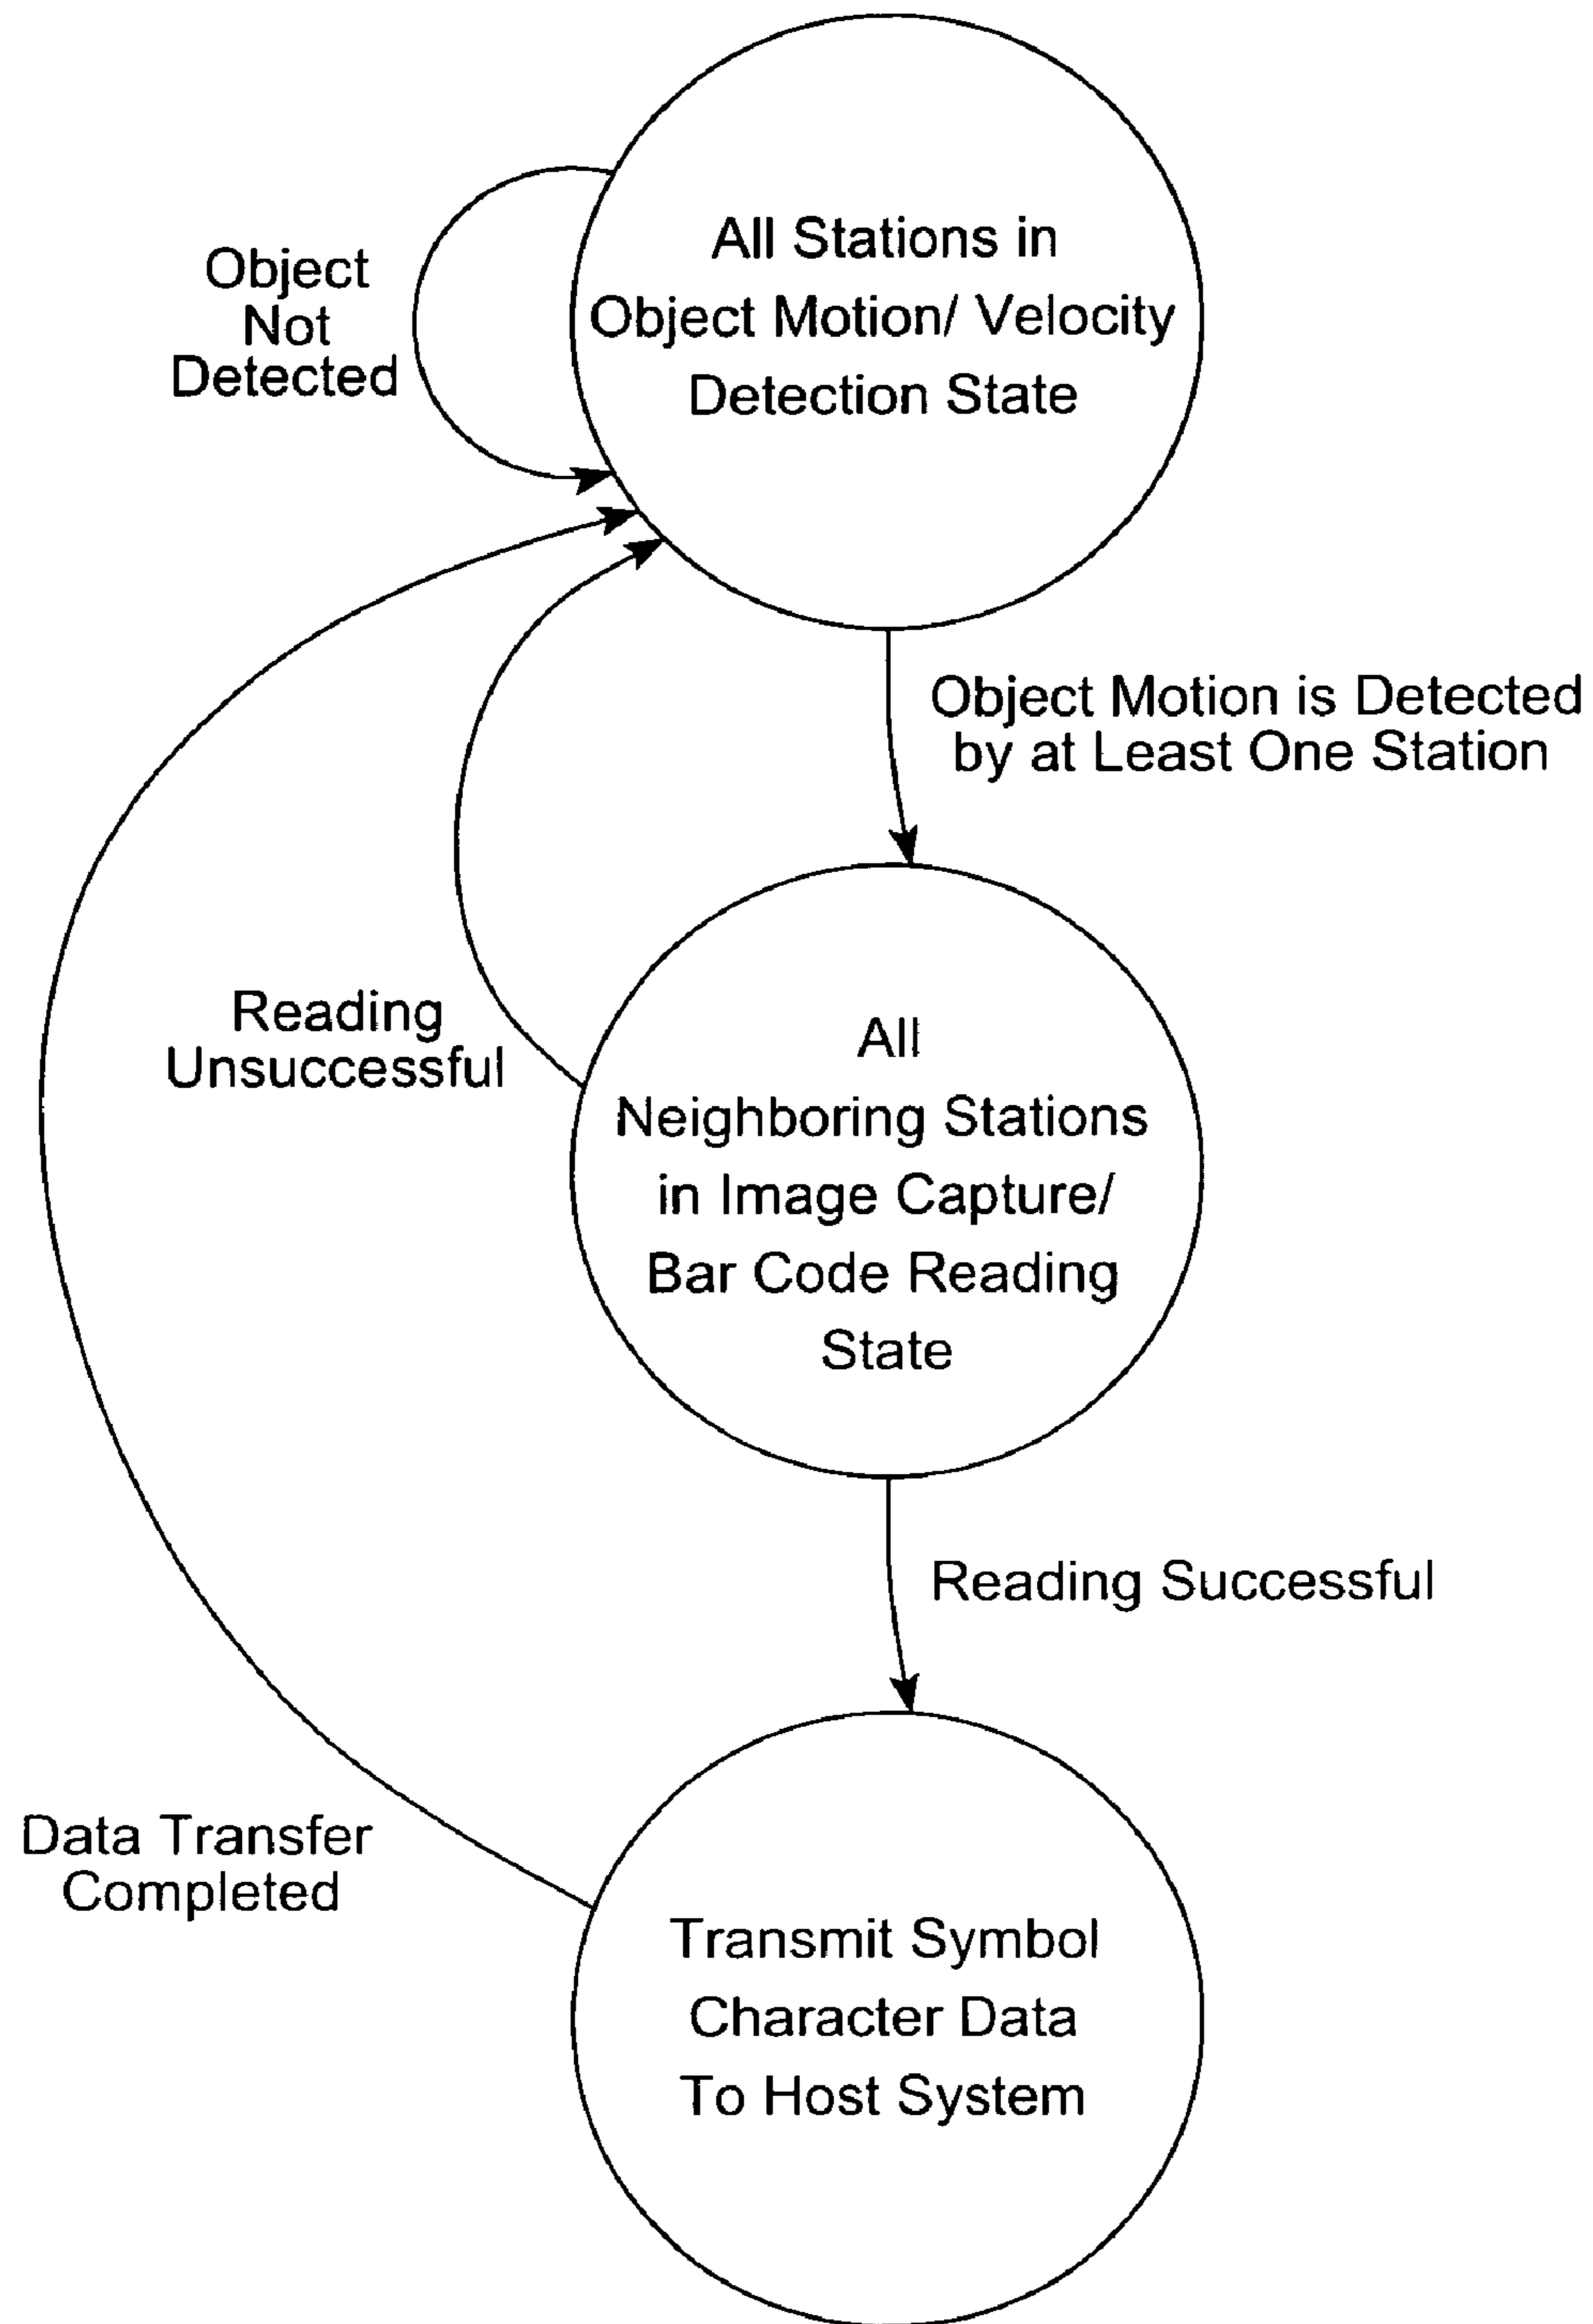 All Stations in
Object Motion/ Velocity
Detection State
Object
Not
Detected
Object Motion is Detected
by at Least One Station
All
Neighboring Stations
in Image Capture/
Bar Code Reading
State
Reading
Unsuccessful
Reading Successful
Data Transfer
Completed
Transmit Symbol
Character Data
To Host System